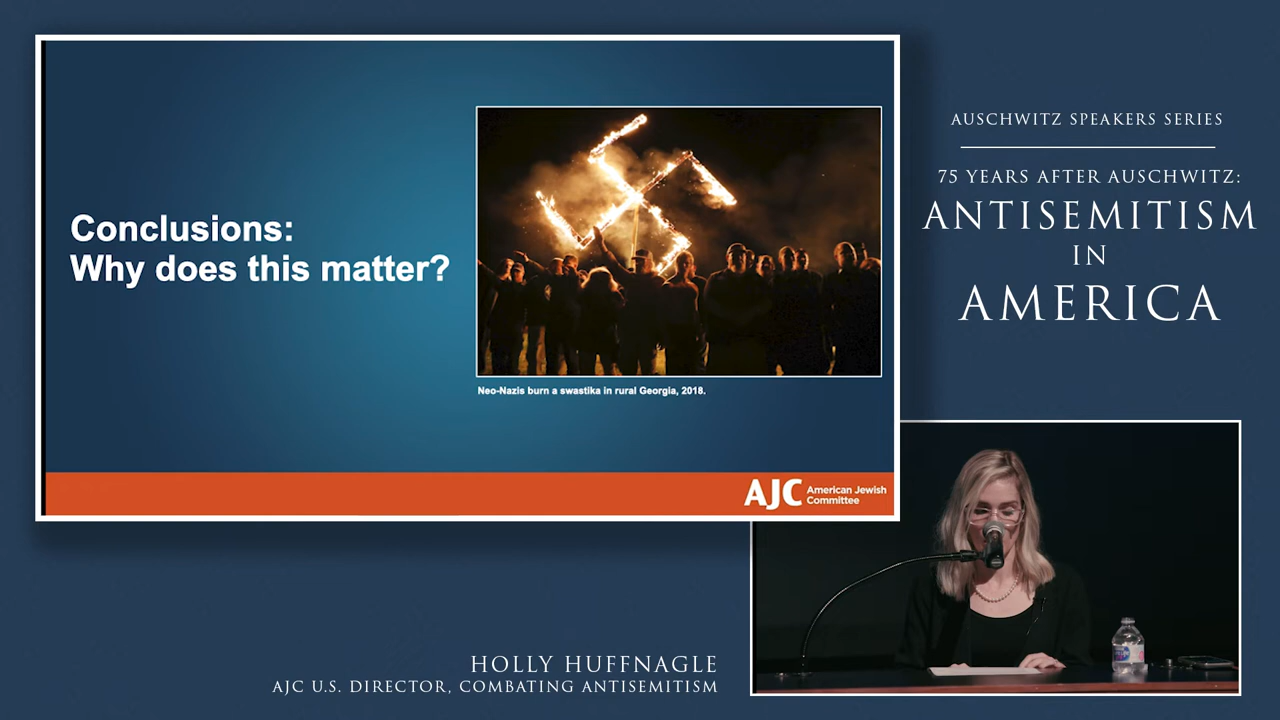 Conclusions:
Why does this matter?
Neo-Nazis burn a swastika in rural Georgia, 2018.
AJC American Jewish
Committee
AUSCHWITZ SPEAKERS SERIES
75 YEARS AFTER AUSCHWITZ:
ANTISEMITISM
IN
AMERICA
HOLLY HUFFNAGLE
AJC U.S. DIRECTOR, COMBATING ANTISEMITISM